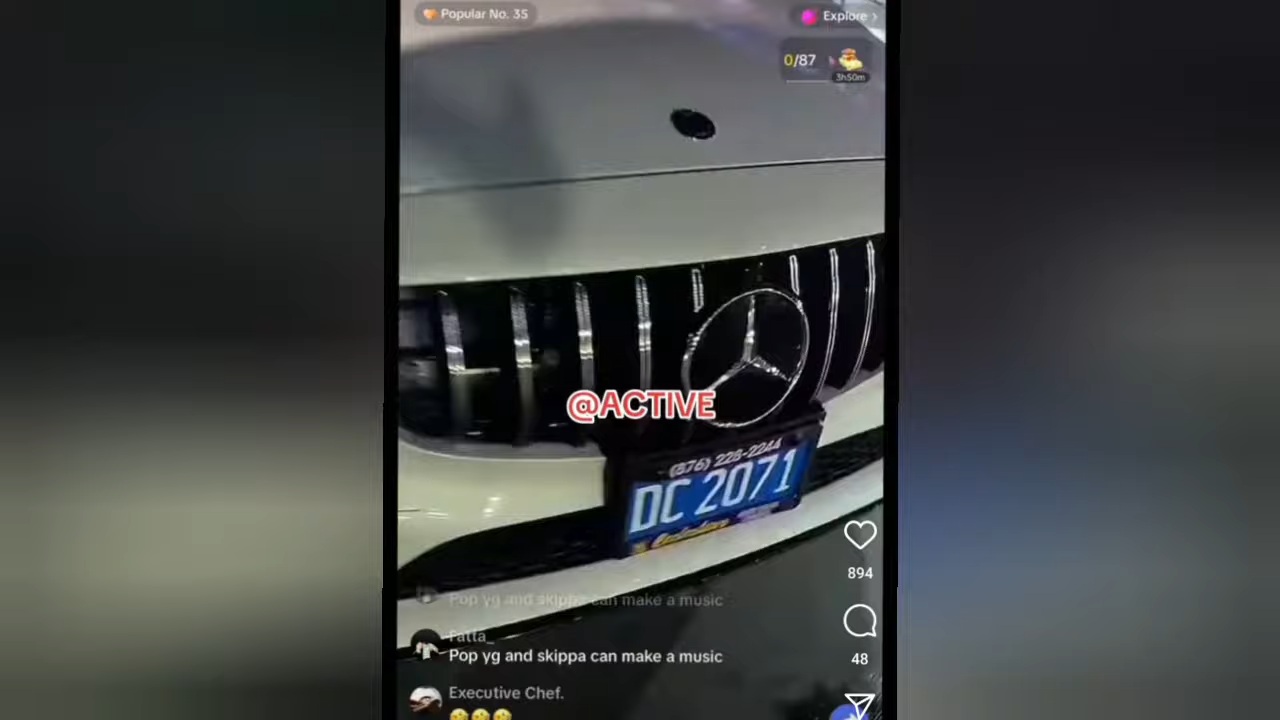 Popular No. 35
Explore
0/87
3h50m
@ACTIVE
(876) 228-2244
DC 2071
894
Pop yg and skippa can make a music
Fatta_
Pop yg and skippa can make a music
48
Executive Chef.
🤣🤣🤣